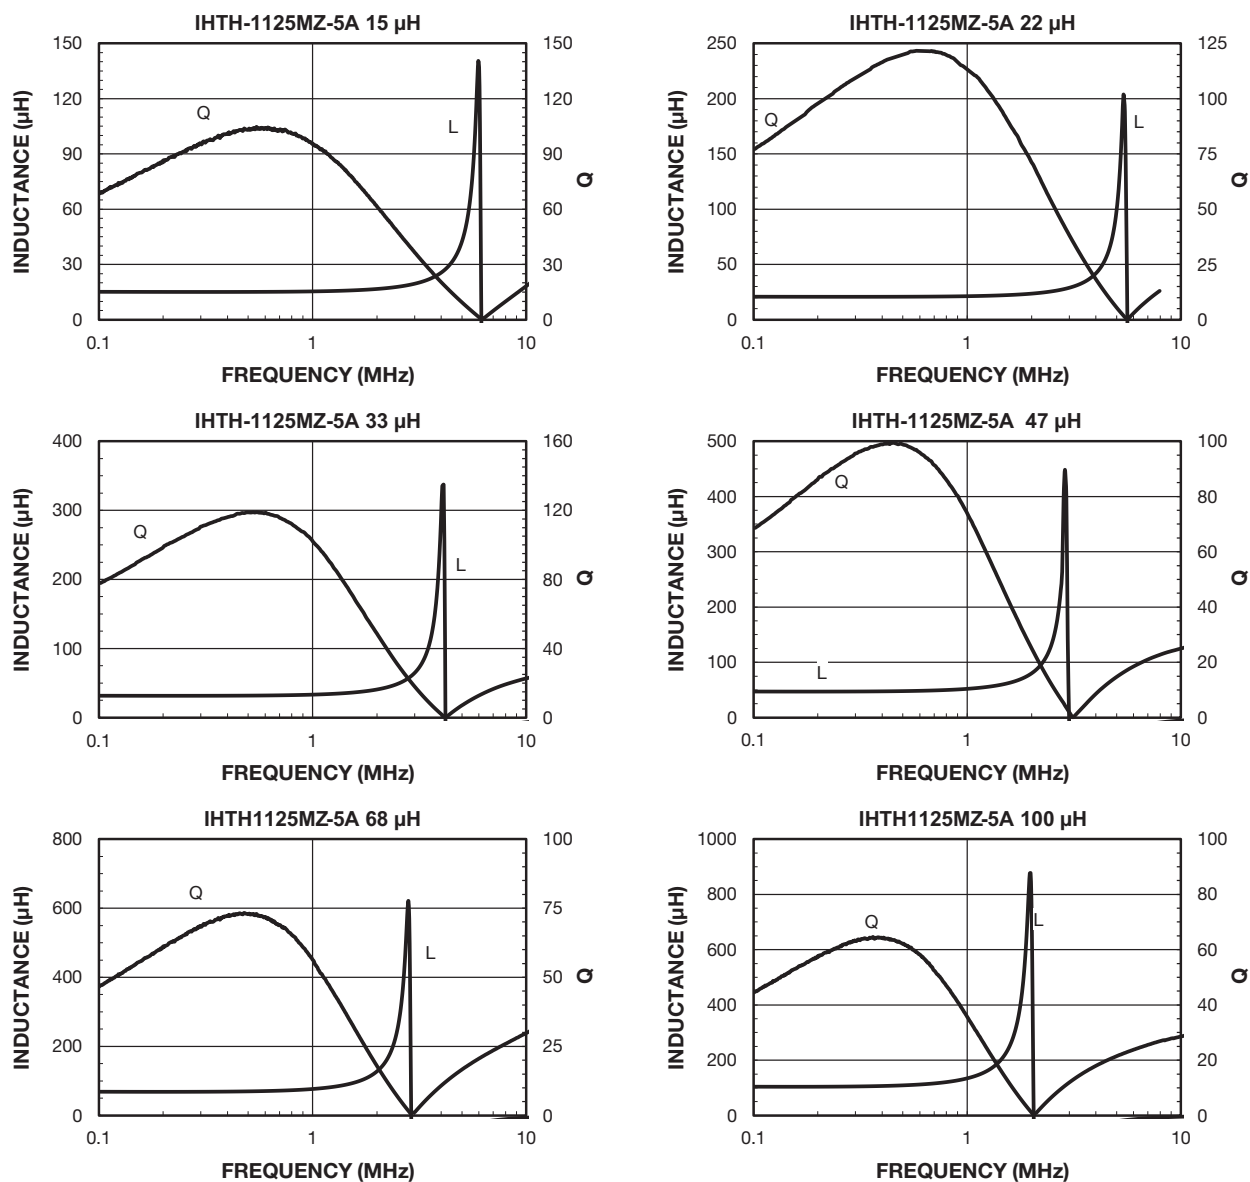 IHTH-1125MZ-5A 15 µH
150
120
90
60
30
0
INDUCTANCE (µH)
Q
L
150
120
90
60
30
0
Q
0.1 1 10
FREQUENCY (MHz)
IHTH-1125MZ-5A 22 µH
250
200
150
100
50
0
INDUCTANCE (µH)
Q
L
125
100
75
50
25
0
Q
0.1 1 10
FREQUENCY (MHz)
IHTH-1125MZ-5A 33 µH
400
300
200
100
0
INDUCTANCE (µH)
Q
L
160
120
80
40
0
Q
0.1 1 10
FREQUENCY (MHz)
IHTH-1125MZ-5A 47 µH
500
400
300
200
100
0
INDUCTANCE (µH)
Q
L
100
80
60
40
20
0
Q
0.1 1 10
FREQUENCY (MHz)
IHTH1125MZ-5A 68 µH
800
600
400
200
0
INDUCTANCE (µH)
Q
L
100
75
50
25
0
Q
0.1 1 10
FREQUENCY (MHz)
IHTH1125MZ-5A 100 µH
1000
800
600
400
200
0
INDUCTANCE (µH)
Q
L
100
80
60
40
20
0
Q
0.1 1 10
FREQUENCY (MHz)